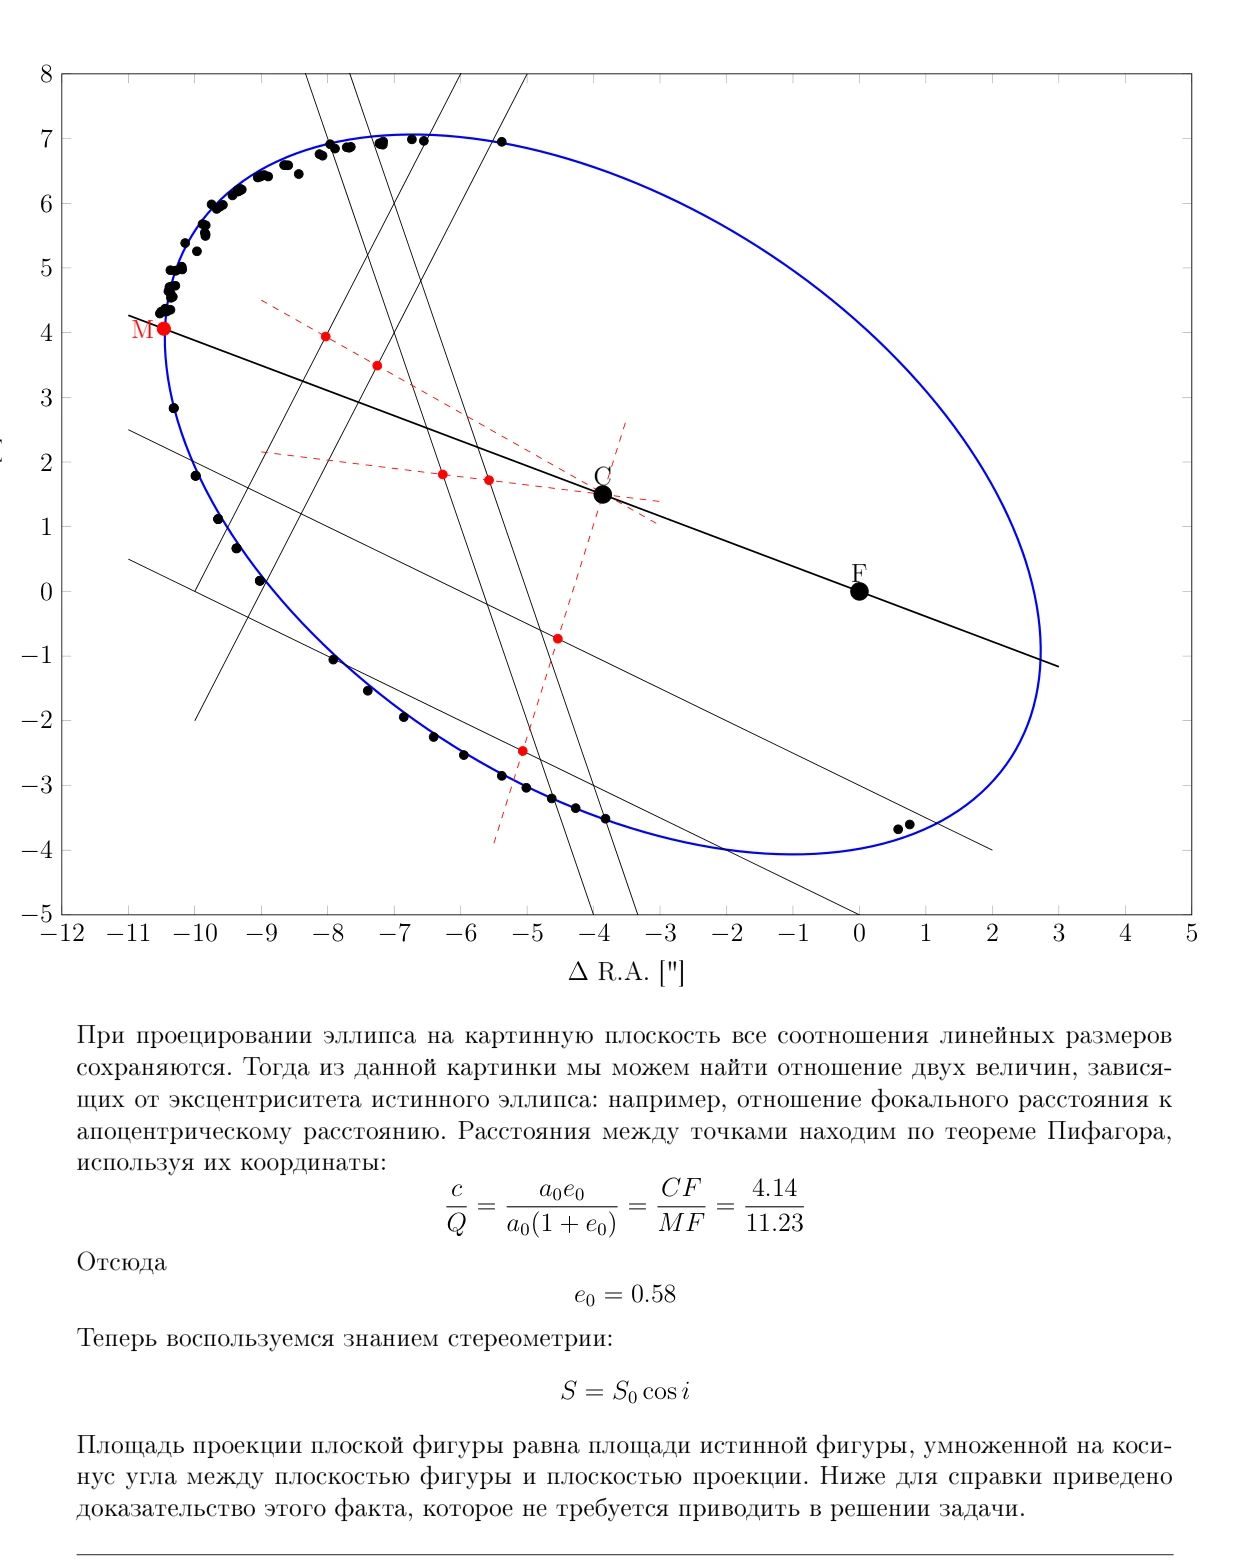 8
7
6
5
4
3
2
1
0
−1
−2
−3
−4
−5
M
C
F
−12 −11 −10 −9 −8 −7 −6 −5 −4 −3 −2 −1 0 1 2 3 4 5
Δ R.A. ["]
При проецировании эллипса на картинную плоскость все соотношения линейных размеров
сохраняются. Тогда из данной картинки мы можем найти отношение двух величин, завися-
щих от эксцентриситета истинного эллипса: например, отношение фокального расстояния к
апоцентрическому расстоянию. Расстояния между точками находим по теореме Пифагора,
используя их координаты:
c/Q = a₀e₀/a₀(1 + e₀) = CF/MF = 4.14/11.23
Отсюда
e₀ = 0.58
Теперь воспользуемся знанием стереометрии:
S = S₀ cos i
Площадь проекции плоской фигуры равна площади истинной фигуры, умноженной на коси-
нус угла между плоскостью фигуры и плоскостью проекции. Ниже для справки приведено
доказательство этого факта, которое не требуется приводить в решении задачи.